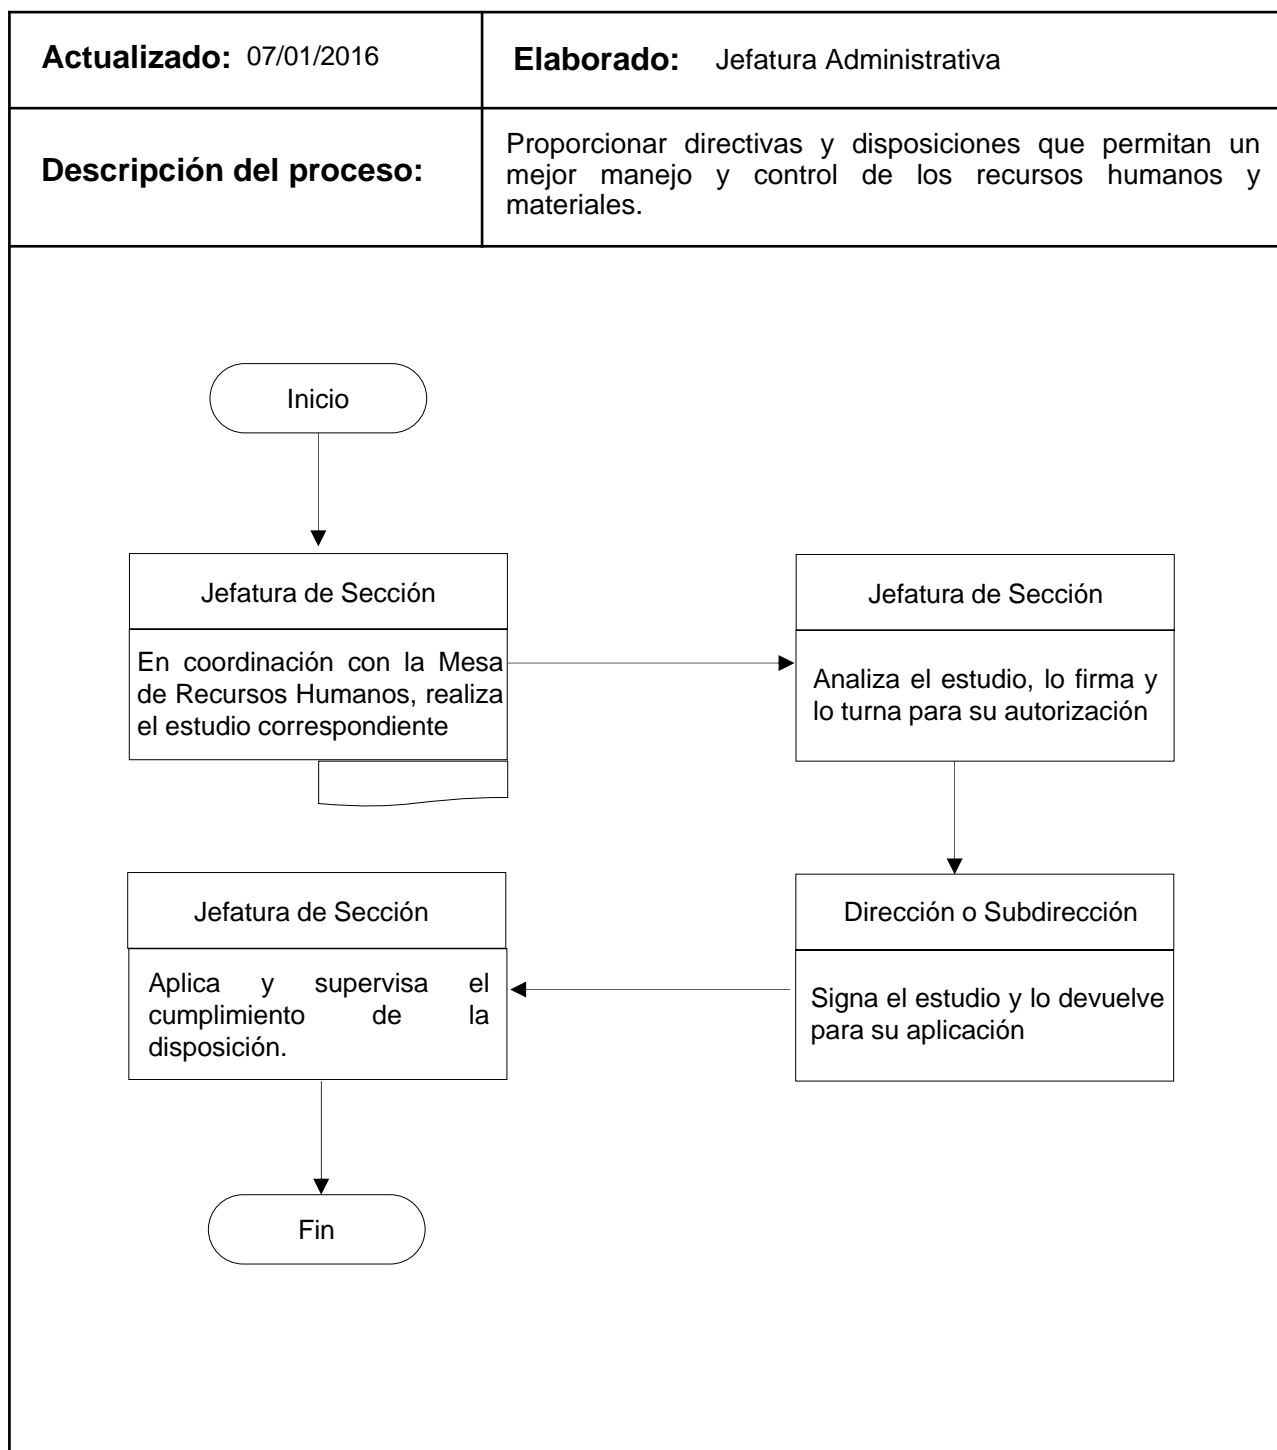 Actualizado: 07/01/2016
Elaborado: Jefatura Administrativa
Descripción del proceso:
Proporcionar directivas y disposiciones que permitan un
mejor manejo y control de los recursos humanos y
materiales.
Inicio
Jefatura de Sección
En coordinación con la Mesa
de Recursos Humanos, realiza
el estudio correspondiente
Jefatura de Sección
Analiza el estudio, lo firma y
lo turna para su autorización
Dirección o Subdirección
Signa el estudio y lo devuelve
para su aplicación
Jefatura de Sección
Aplica y supervisa el
cumplimiento de la
disposición.
Fin